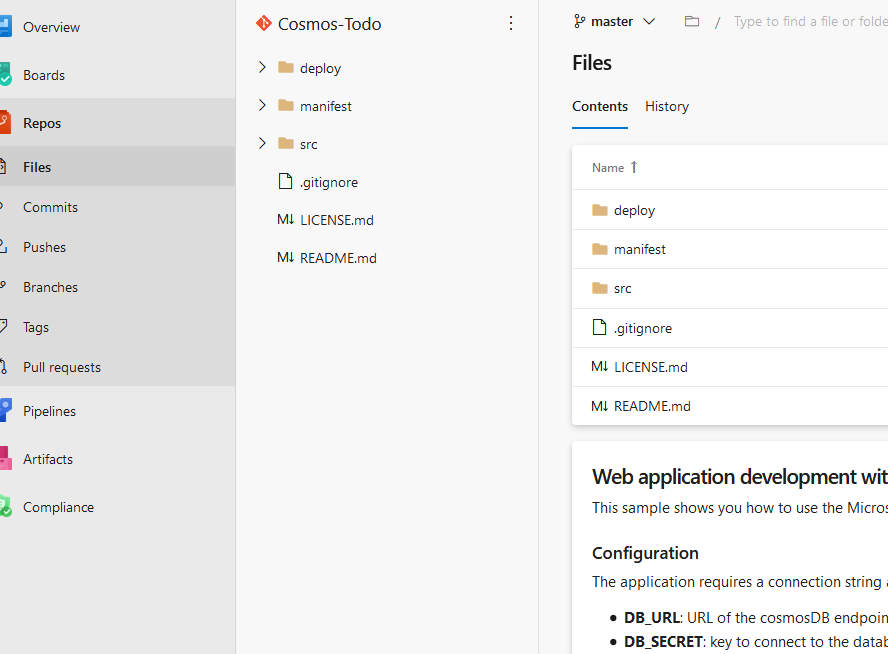 Overview
Boards
Repos
Files
Commits
Pushes
Branches
Tags
Pull requests
Pipelines
Artifacts
Compliance
Cosmos-Todo
deploy
manifest
src
.gitignore
M↓ LICENSE.md
M↓ README.md
master / Type to find a file or folde
Files
Contents History
Name ↑
deploy
manifest
src
.gitignore
M↓ LICENSE.md
M↓ README.md
Web application development wit
This sample shows you how to use the Micros
Configuration
The application requires a connection string a
• DB_URL: URL of the cosmosDB endpoin
• DB_SECRET: key to connect to the datab